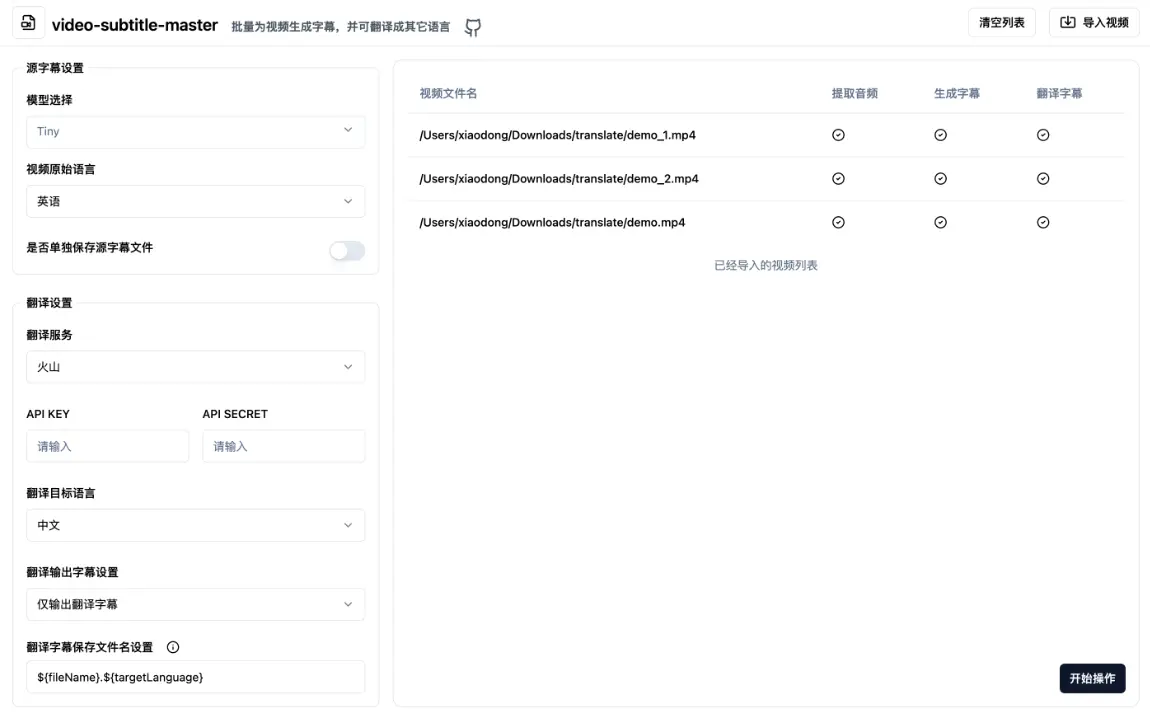 video-subtitle-master 批量为视频生成字幕，并可翻译成其它语言 清空列表 导入视频
源字幕设置
模型选择
Tiny
视频原始语言
英语
是否单独保存源字幕文件
翻译设置
翻译服务
火山
API KEY API SECRET
请输入 请输入
翻译目标语言
中文
翻译输出字幕设置
仅输出翻译字幕
翻译字幕保存文件名设置
${fileName}.${targetLanguage}
视频文件名 提取音频 生成字幕 翻译字幕
/Users/xiaodong/Downloads/translate/demo_1.mp4
/Users/xiaodong/Downloads/translate/demo_2.mp4
/Users/xiaodong/Downloads/translate/demo.mp4
已经导入的视频列表
开始操作